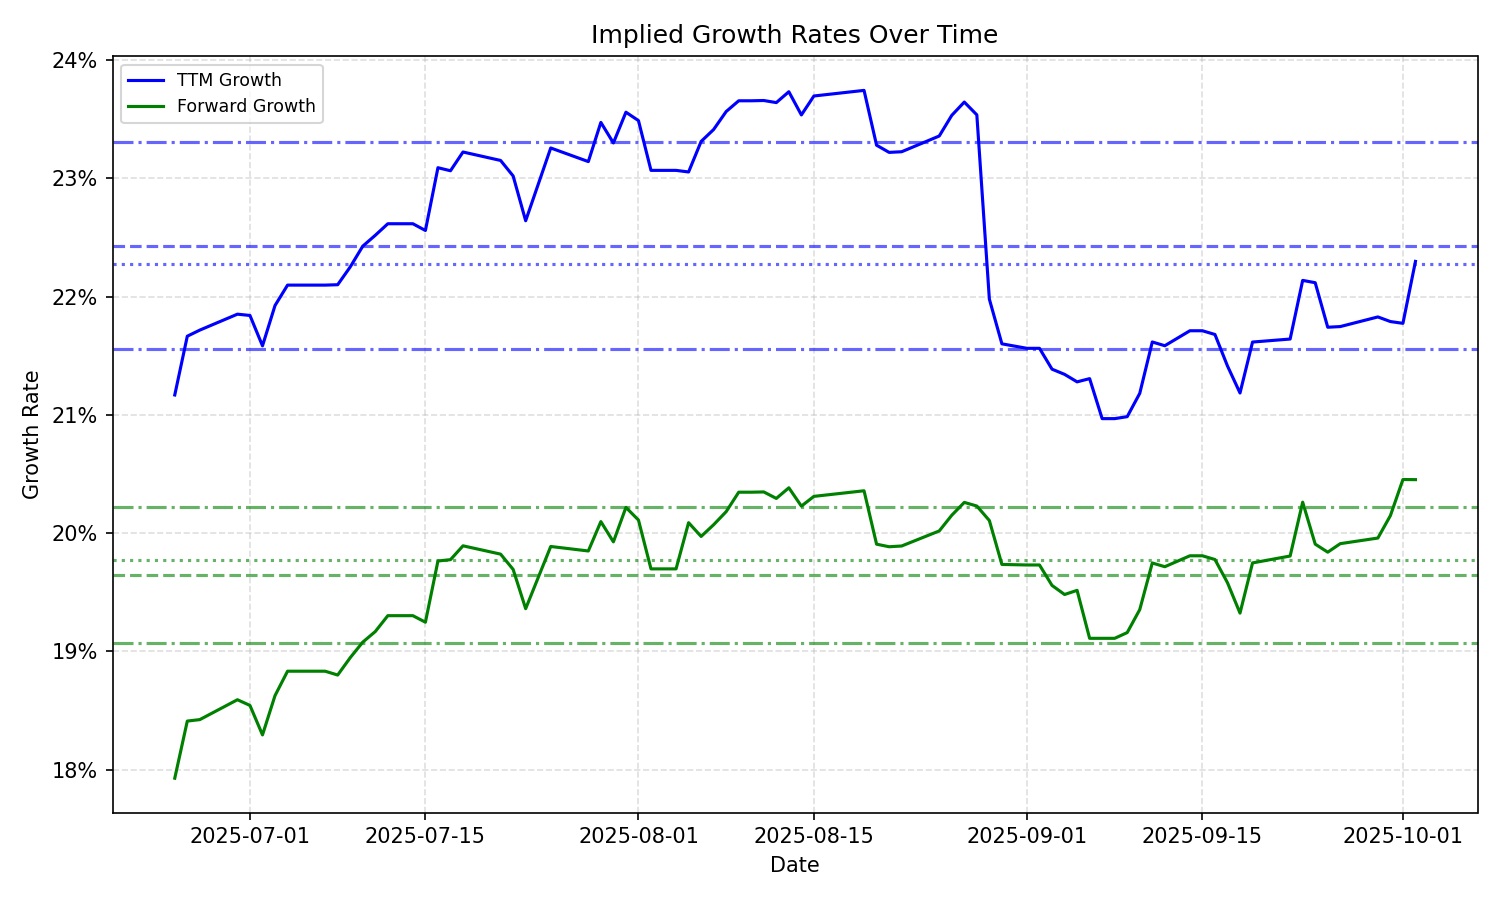 Implied Growth Rates Over Time
TTM Growth
Forward Growth
Growth Rate
24%
23%
22%
21%
20%
19%
18%
2025-07-01
2025-07-15
2025-08-01
2025-08-15
2025-09-01
2025-09-15
2025-10-01
Date